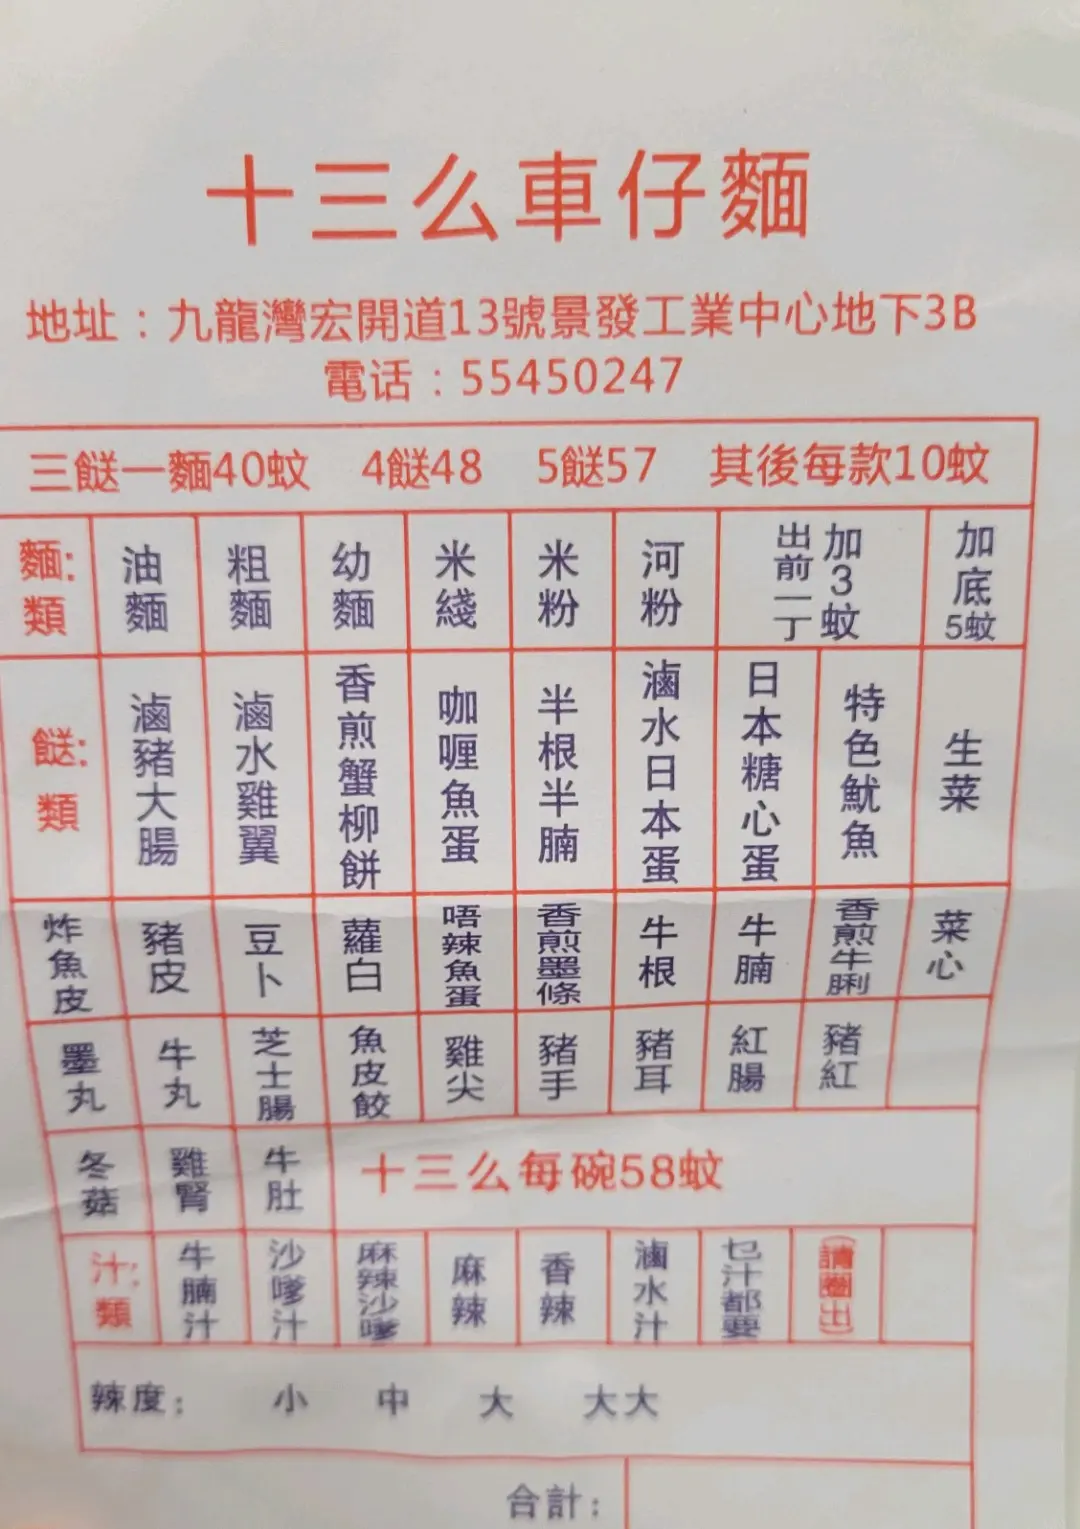 十三么車仔麵
地址：九龍灣宏開道13號景發工業中心地下3B
電话：55450247
三餸一麵40蚊 4餸48 5餸57 其後每款10蚊
麵類: 油麵 粗麵 幼麵 米綫 米粉 河粉 出前一丁 加3蚊 加底5蚊
餸類: 滷豬大腸 滷水雞翼 香煎蟹柳餅 咖喱魚蛋 半根半腩 滷水日本蛋 日本糖心蛋 特色魷魚 生菜
炸魚皮 豬皮 豆卜 蘿白 唔辣魚蛋 香煎墨條 牛根 牛腩 香煎牛脷 菜心
墨丸 牛丸 芝士腸 魚皮餃 雞尖 豬手 豬耳 紅腸 豬紅
冬菇 雞腎 牛肚 十三么每碗58蚊
汁類: 牛腩汁 沙嗲汁 麻辣沙嗲 麻辣 香辣 滷水汁 乜汁都要 (請圈出)
辣度: 小 中 大 大大
合計: